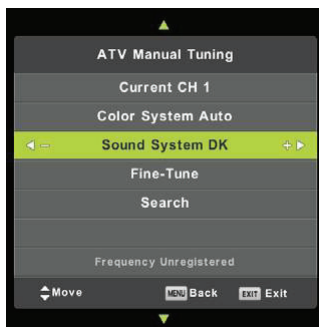 ATV Manual Tuning
Current CH 1
Color System Auto
Sound System DK
Fine-Tune
Search
Frequency Unregistered
Move MENU Back EXIT Exit